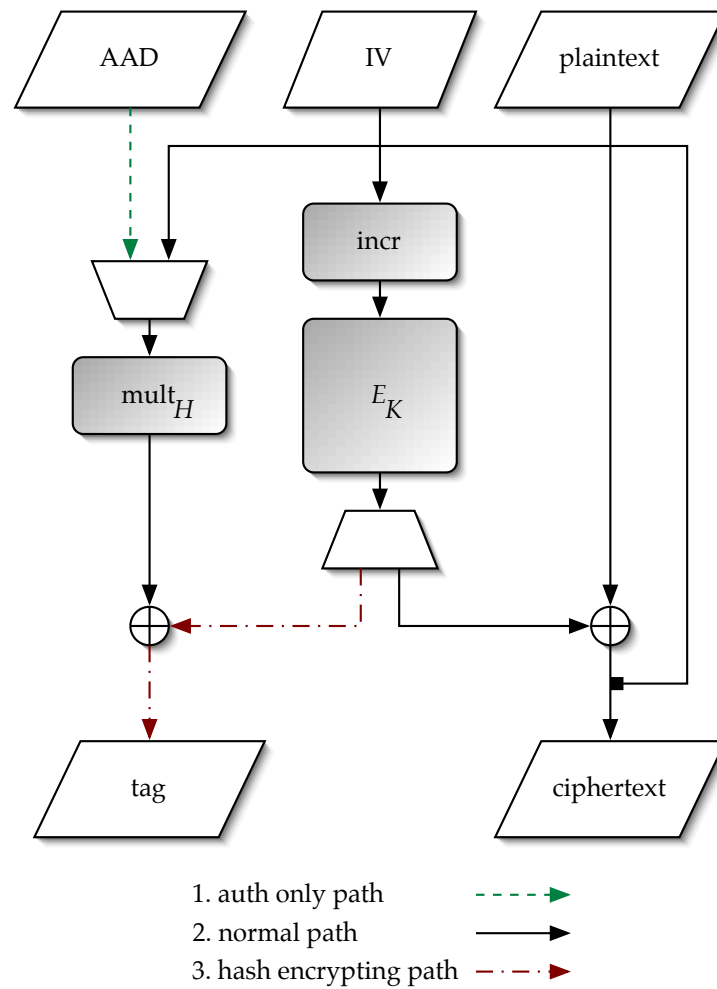 AAD
IV
plaintext
incr
mult_H
E_K
tag
ciphertext
1. auth only path
2. normal path
3. hash encrypting path